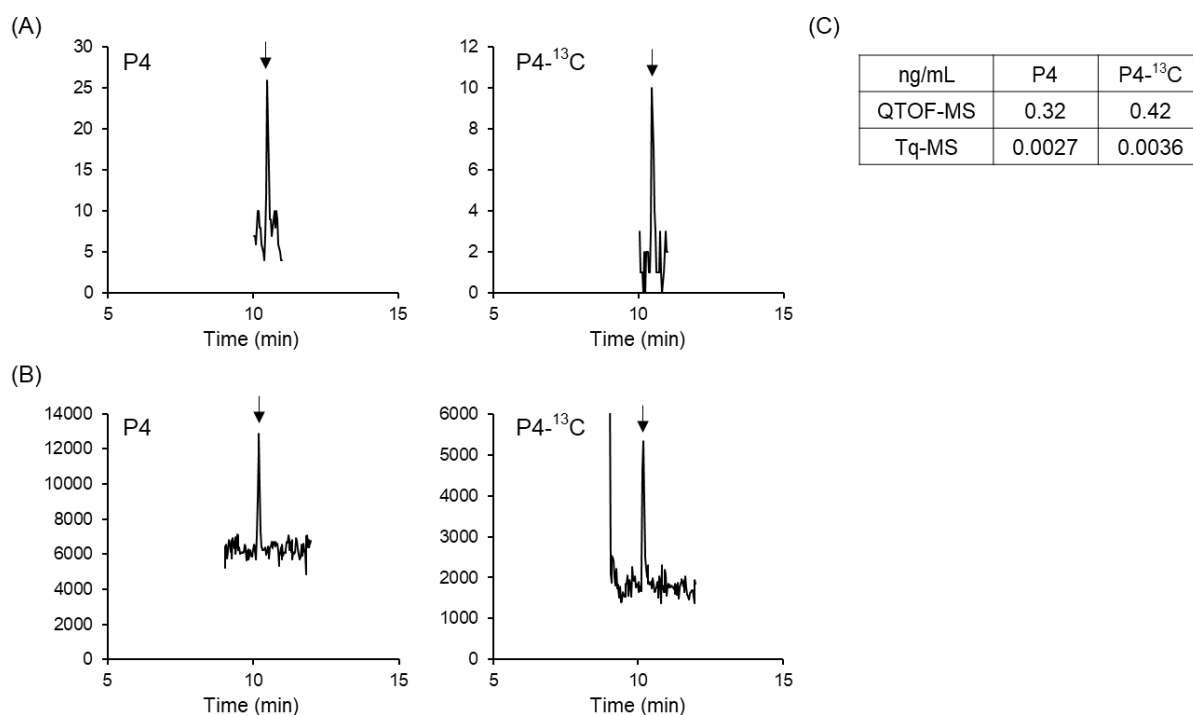 (A)
P4
30
25
20
15
10
5
0
5
10
15
Time (min)
P4-¹³C
12
10
8
6
4
2
0
5
10
15
Time (min)
(B)
P4
14000
12000
10000
8000
6000
4000
2000
0
5
10
15
Time (min)
P4-¹³C
6000
5000
4000
3000
2000
1000
0
5
10
15
Time (min)
(C)
ng/mL P4 P4-¹³C
QTOF-MS 0.32 0.42
Tq-MS 0.0027 0.0036